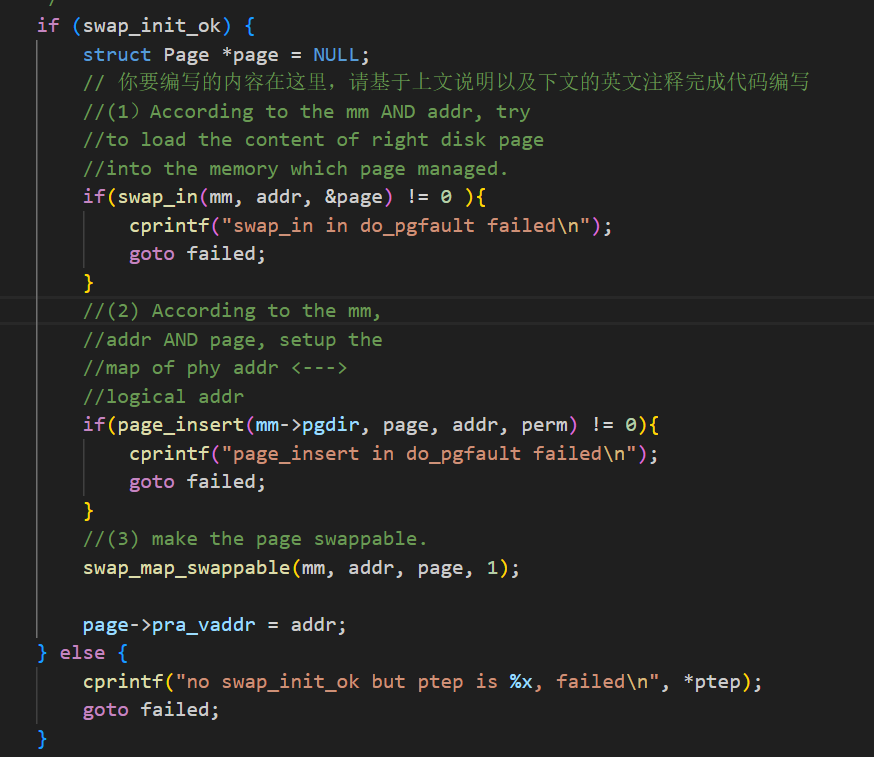 /
if (swap_init_ok) {
struct Page *page = NULL;
// 你要编写的内容在这里，请基于上文说明以及下文的英文注释完成代码编写
//(1）According to the mm AND addr, try
//to load the content of right disk page
//into the memory which page managed.
if(swap_in(mm, addr, &page) != 0 ){
cprintf("swap_in in do_pgfault failed\n");
goto failed;
}
//(2) According to the mm,
//addr AND page, setup the
//map of phy addr <--->
//logical addr
if(page_insert(mm->pgdir, page, addr, perm) != 0){
cprintf("page_insert in do_pgfault failed\n");
goto failed;
}
//(3) make the page swappable.
swap_map_swappable(mm, addr, page, 1);
page->pra_vaddr = addr;
} else {
cprintf("no swap_init_ok but ptep is %x, failed\n", *ptep);
goto failed;
}